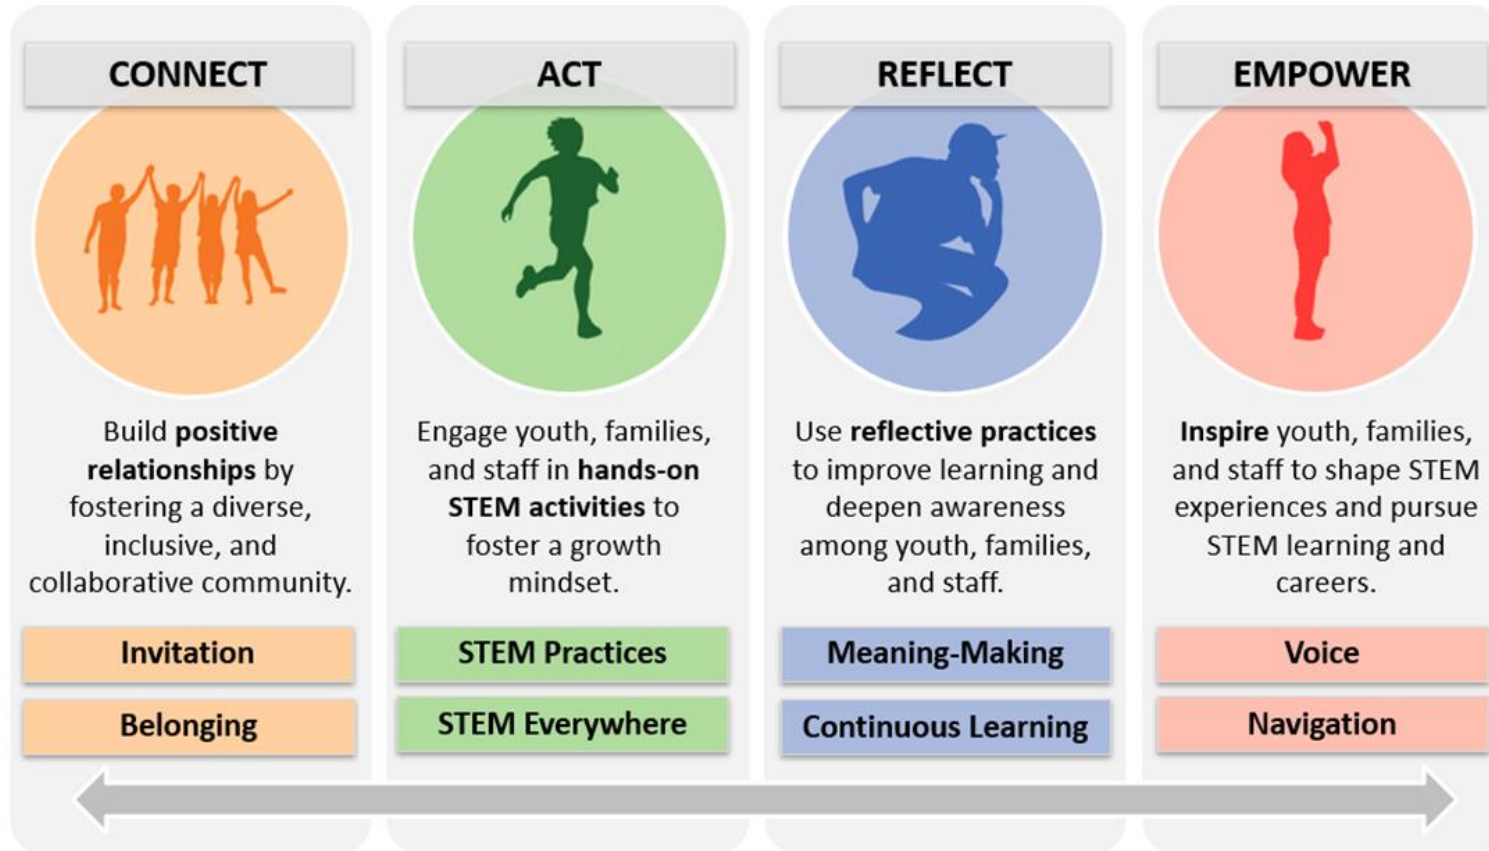 CONNECT
Build positive
relationships by
fostering a diverse,
inclusive, and
collaborative community.
Invitation
Belonging
ACT
Engage youth, families,
and staff in hands-on
STEM activities to
foster a growth
mindset.
STEM Practices
STEM Everywhere
REFLECT
Use reflective practices
to improve learning and
deepen awareness
among youth, families,
and staff.
Meaning-Making
Continuous Learning
EMPOWER
Inspire youth, families,
and staff to shape STEM
experiences and pursue
STEM learning and
careers.
Voice
Navigation